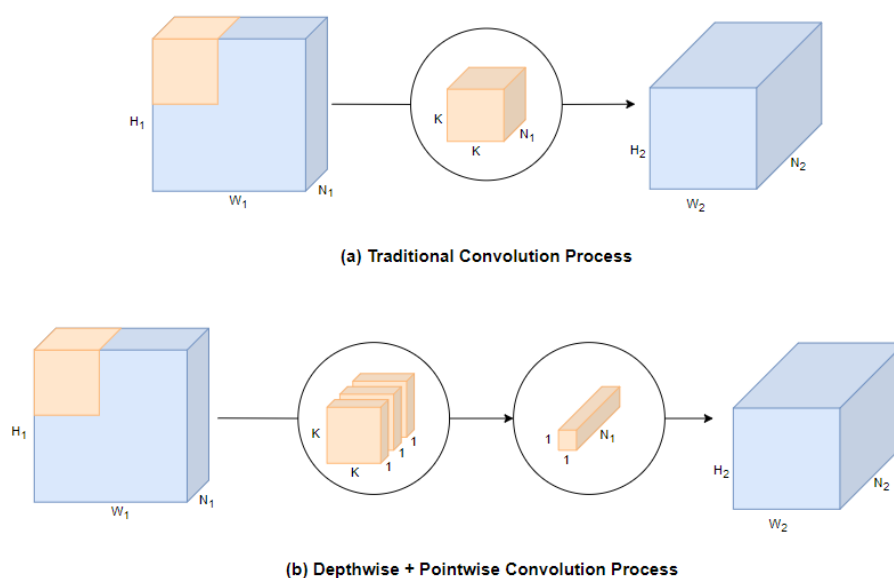 H1
W1
N1
K
K
N1
H2
W2
N2
(a) Traditional Convolution Process
H1
W1
N1
K
K
1
1
1
1
1
N1
H2
W2
N2
(b) Depthwise + Pointwise Convolution Process